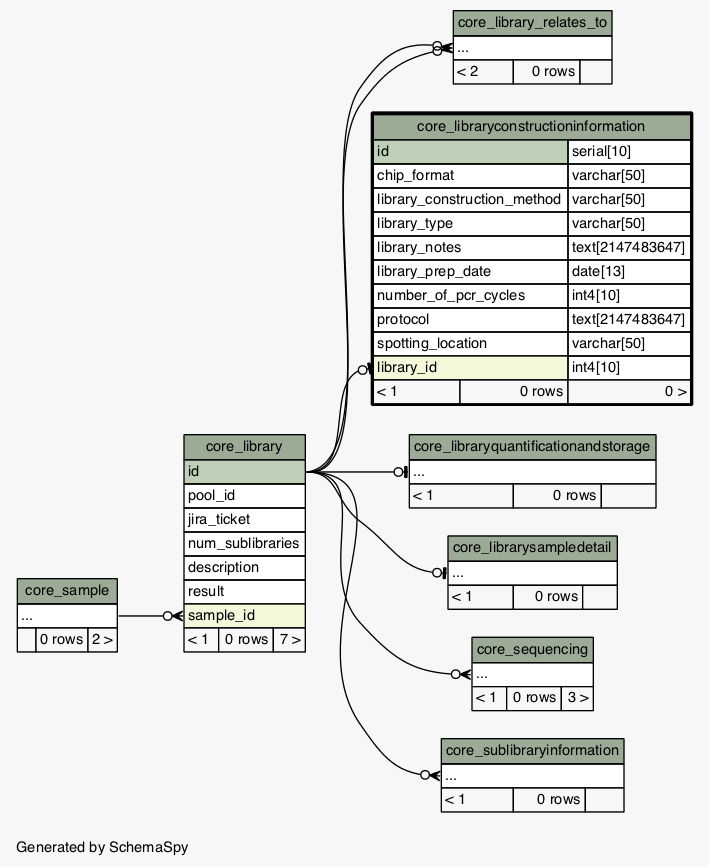 core_library_relates_to
...
< 2 0 rows
core_libraryconstructioninformation
id serial[10]
chip_format varchar[50]
library_construction_method varchar[50]
library_type varchar[50]
library_notes text[2147483647]
library_prep_date date[13]
number_of_pcr_cycles int4[10]
protocol text[2147483647]
spotting_location varchar[50]
library_id int4[10]
< 1 0 rows 0 >
core_library
id
pool_id
jira_ticket
num_sublibraries
description
result
sample_id
< 1 0 rows 7 >
core_libraryquantificationandstorage
...
< 1 0 rows
core_librarysampledetail
...
< 1 0 rows
core_sample
...
0 rows 2 >
core_sequencing
...
< 1 0 rows 3 >
core_sublibraryinformation
...
< 1 0 rows
Generated by SchemaSpy